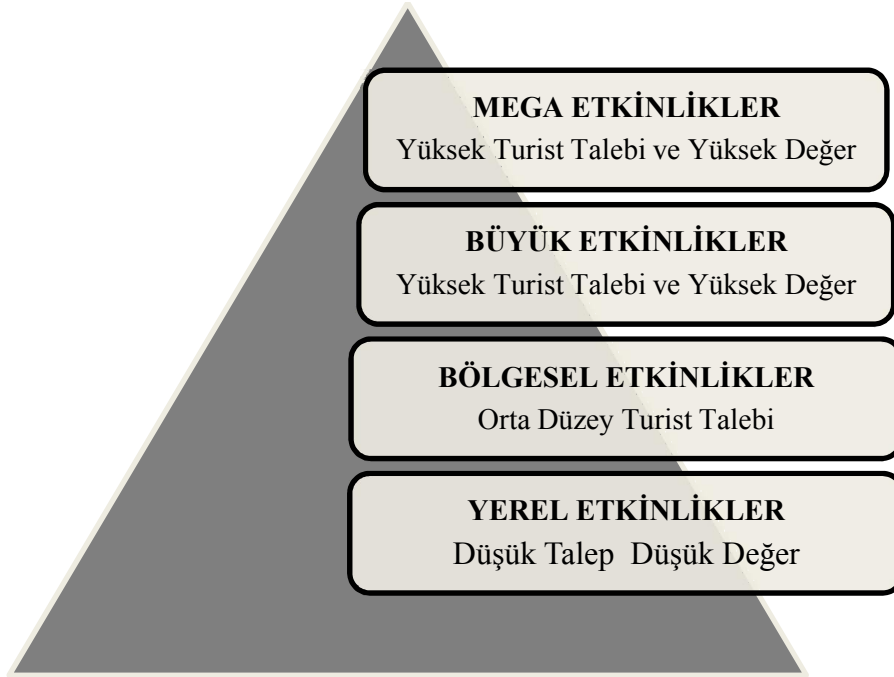 MEGA ETKİNLİKLER
Yüksek Turist Talebi ve Yüksek Değer
BÜYÜK ETKİNLİKLER
Yüksek Turist Talebi ve Yüksek Değer
BÖLGESEL ETKİNLİKLER
Orta Düzey Turist Talebi
YEREL ETKİNLİKLER
Düşük Talep  Düşük Değer